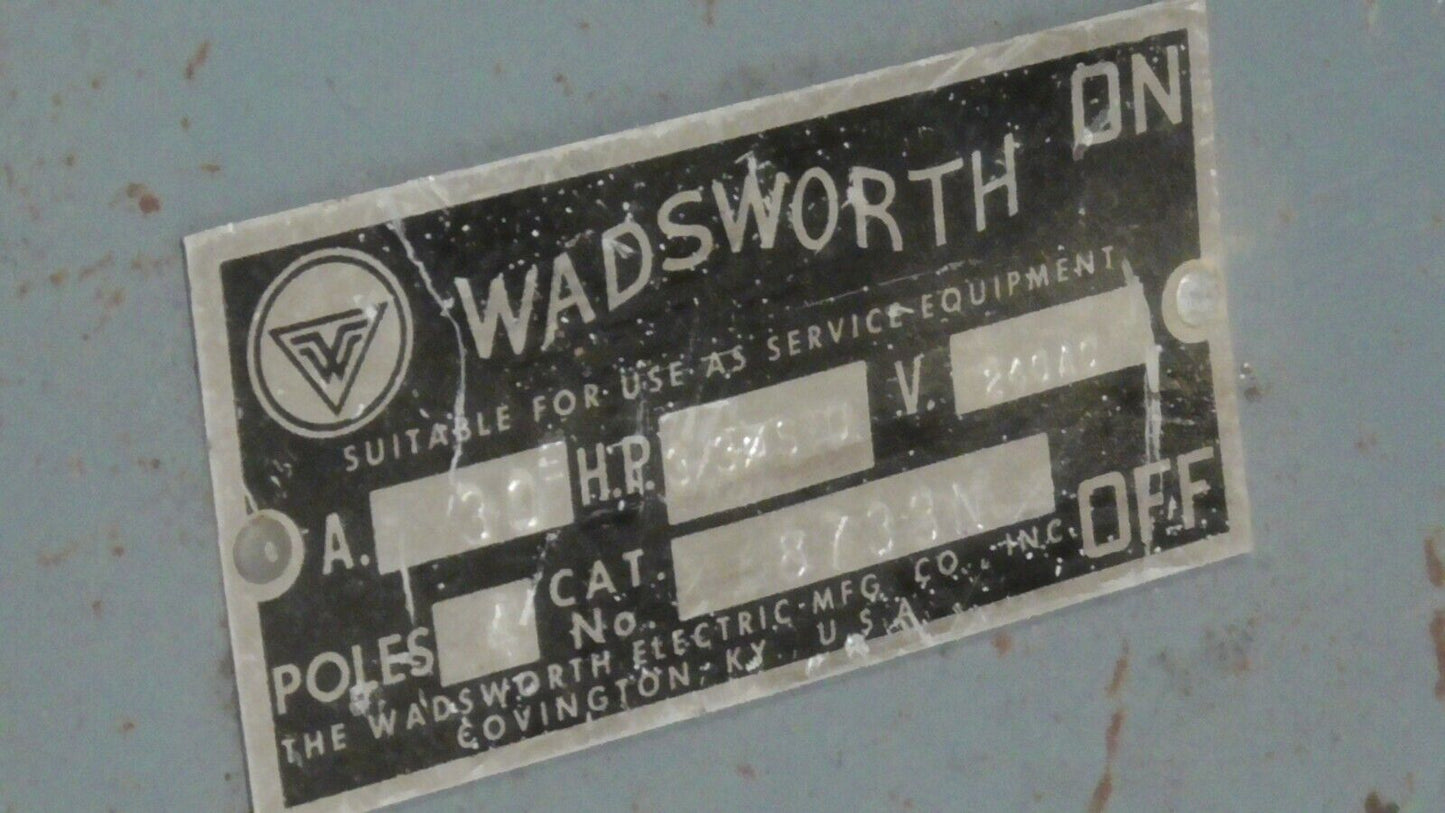 ON
WADSWORTH
W
SUITABLE FOR USE AS SERVICE EQUIPMENT
A. 30 H.P. V.
OFF
POLES CAT. No. 8733N
THE WADSWORTH ELECTRIC MFG. CO., INC.
COVINGTON, KY. U.S.A.